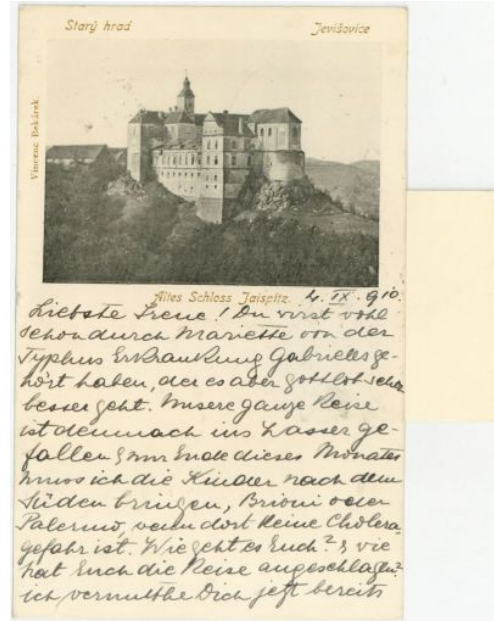 Starý hrad Jevišovice
Vincenc Bekárek.
Altes Schloss Jaispitz. 4. IX. 910.
Liebste Irene! Du wirst wohl
schon durch Mariette von der
Typhus Erkrankung Gabrieles ge-
hört haben, der es aber gottlob schon
besser geht. Unsere ganze Reise
ist demnach ins Wasser ge-
fallen & nur Ende dieses Monates
muss ich die Kinder nach dem
Süden bringen, Brioni oder
Palermo, wenn dort keine Cholera
gefahr ist. Wie geht es Euch? & wie
hat Euch die Reise angeschlagen?
ich vermuthe Dich jetzt bereits